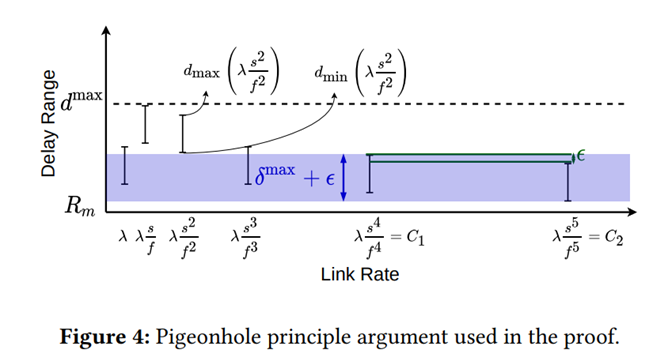 d_max (λ s²/f²)
d_min (λ s²/f²)
Delay Range
d^max
δ^max + ϵ
ϵ
R_m
λ λ s/f λ s²/f² λ s³/f³ λ s⁴/f⁴ = C₁ λ s⁵/f⁵ = C₂
Link Rate
Figure 4: Pigeonhole principle argument used in the proof.